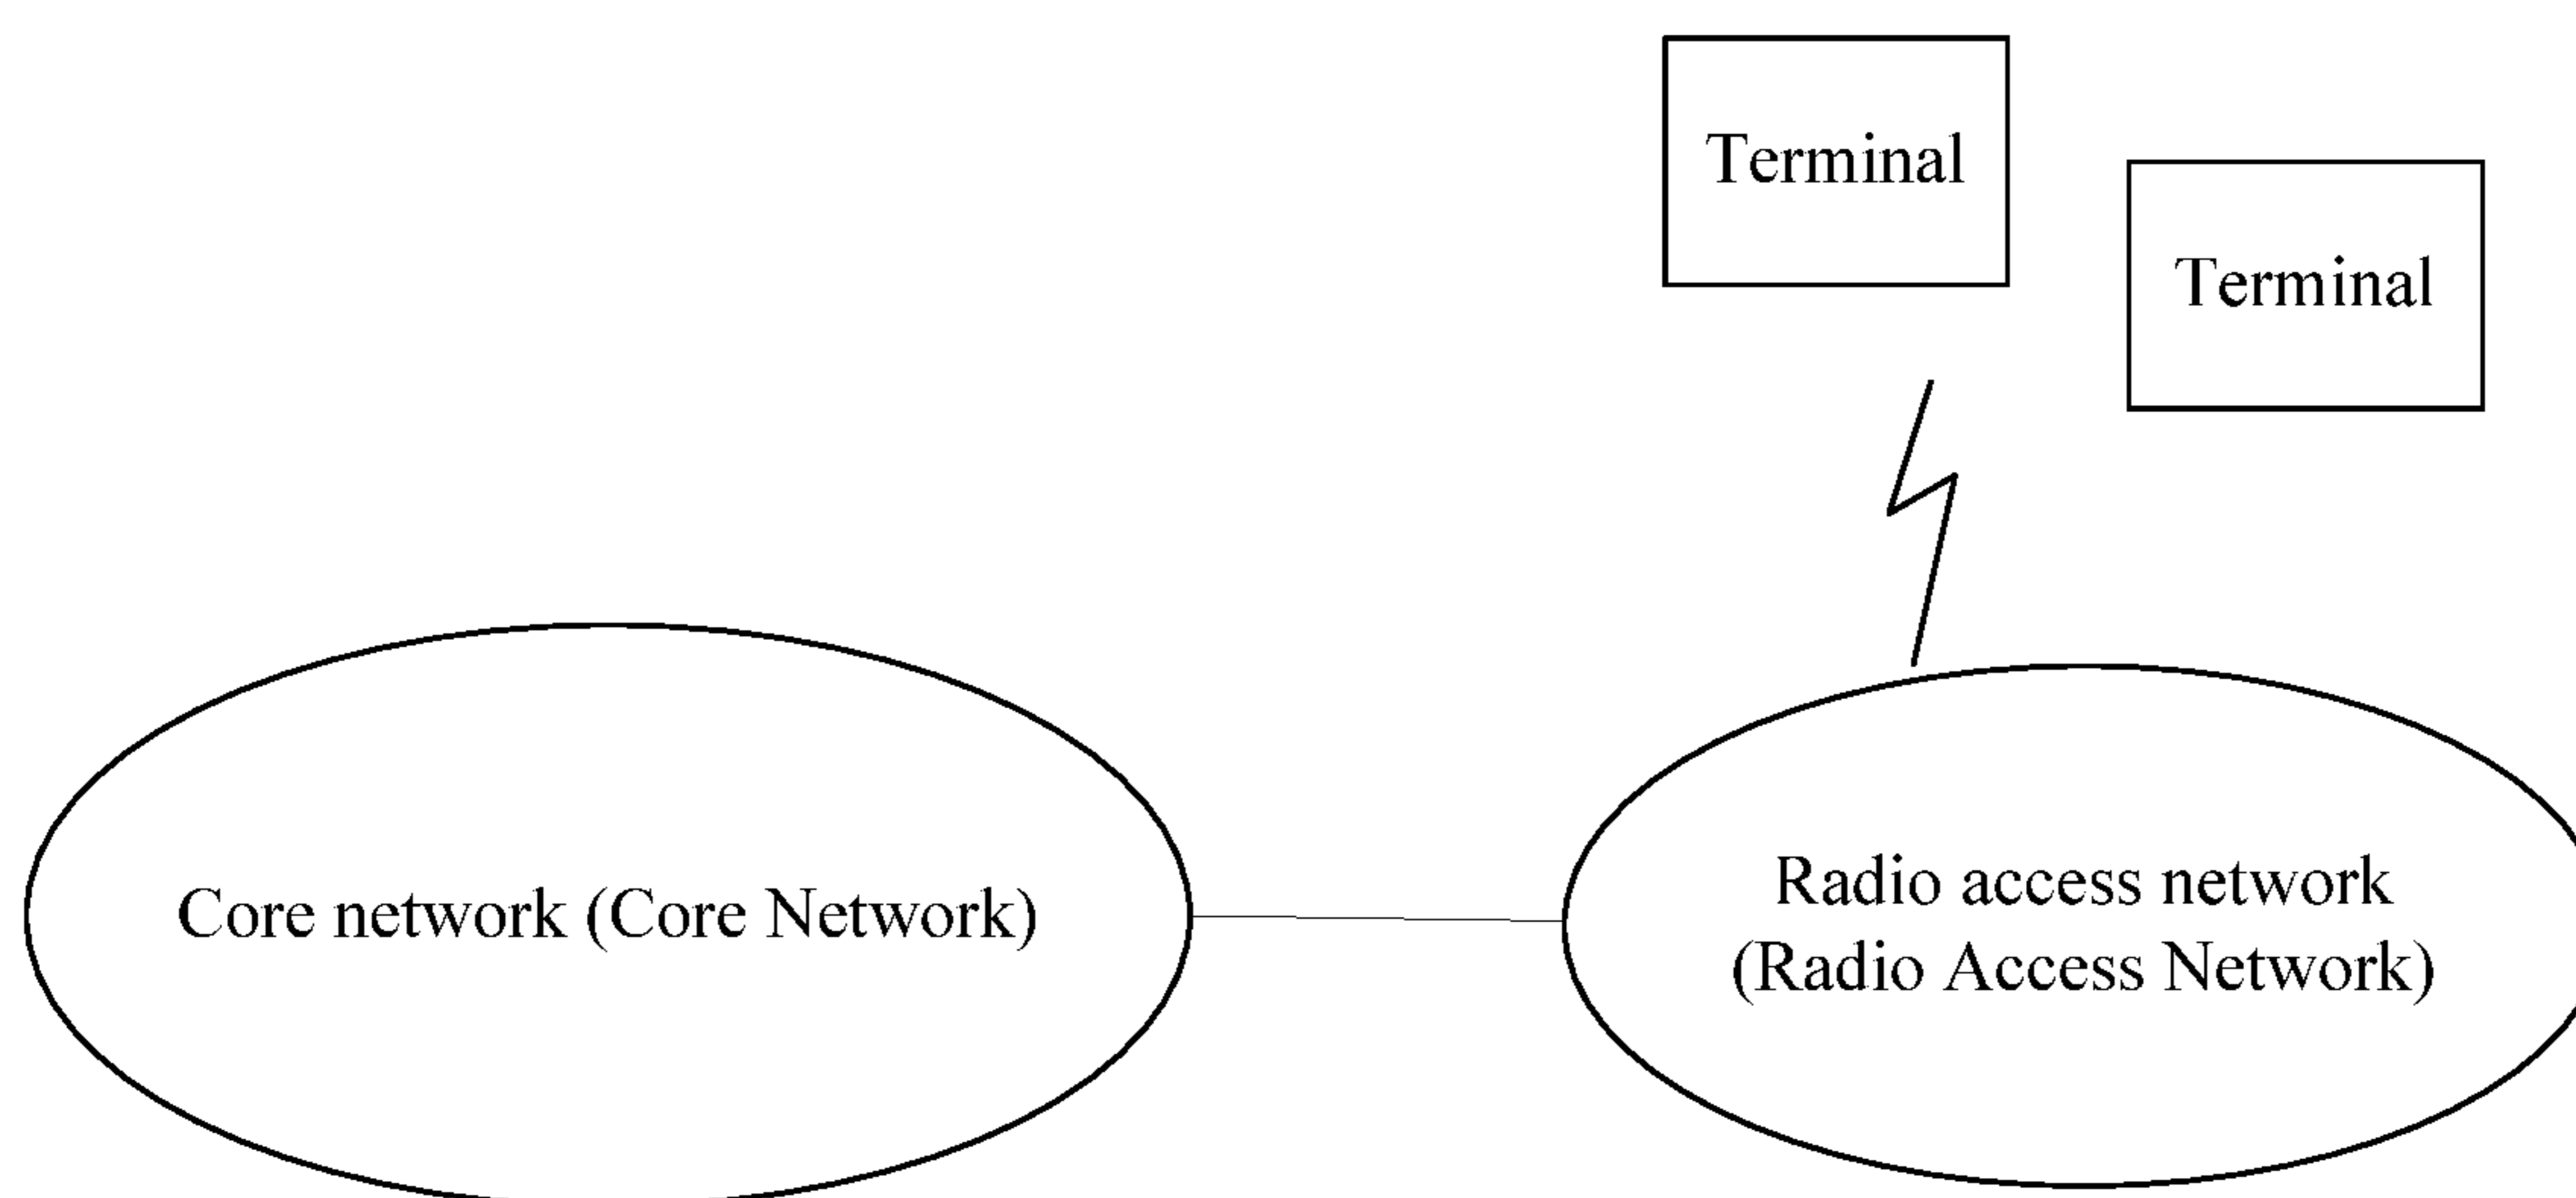 Terminal
Terminal
Core network (Core Network)
Radio access network
(Radio Access Network)